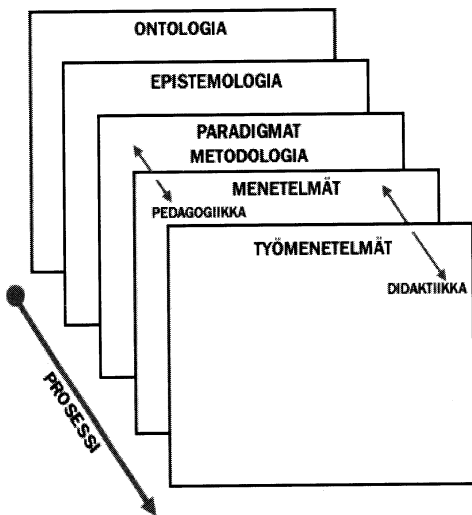 ONTOLOGIA
EPISTEMOLOGIA
PARADIGMAT
METODOLOGIA
MENETELMÄT
PEDAGOGIIKKA
TYÖMENETELMÄT
DIDAKTIIKKA
PROSESSI